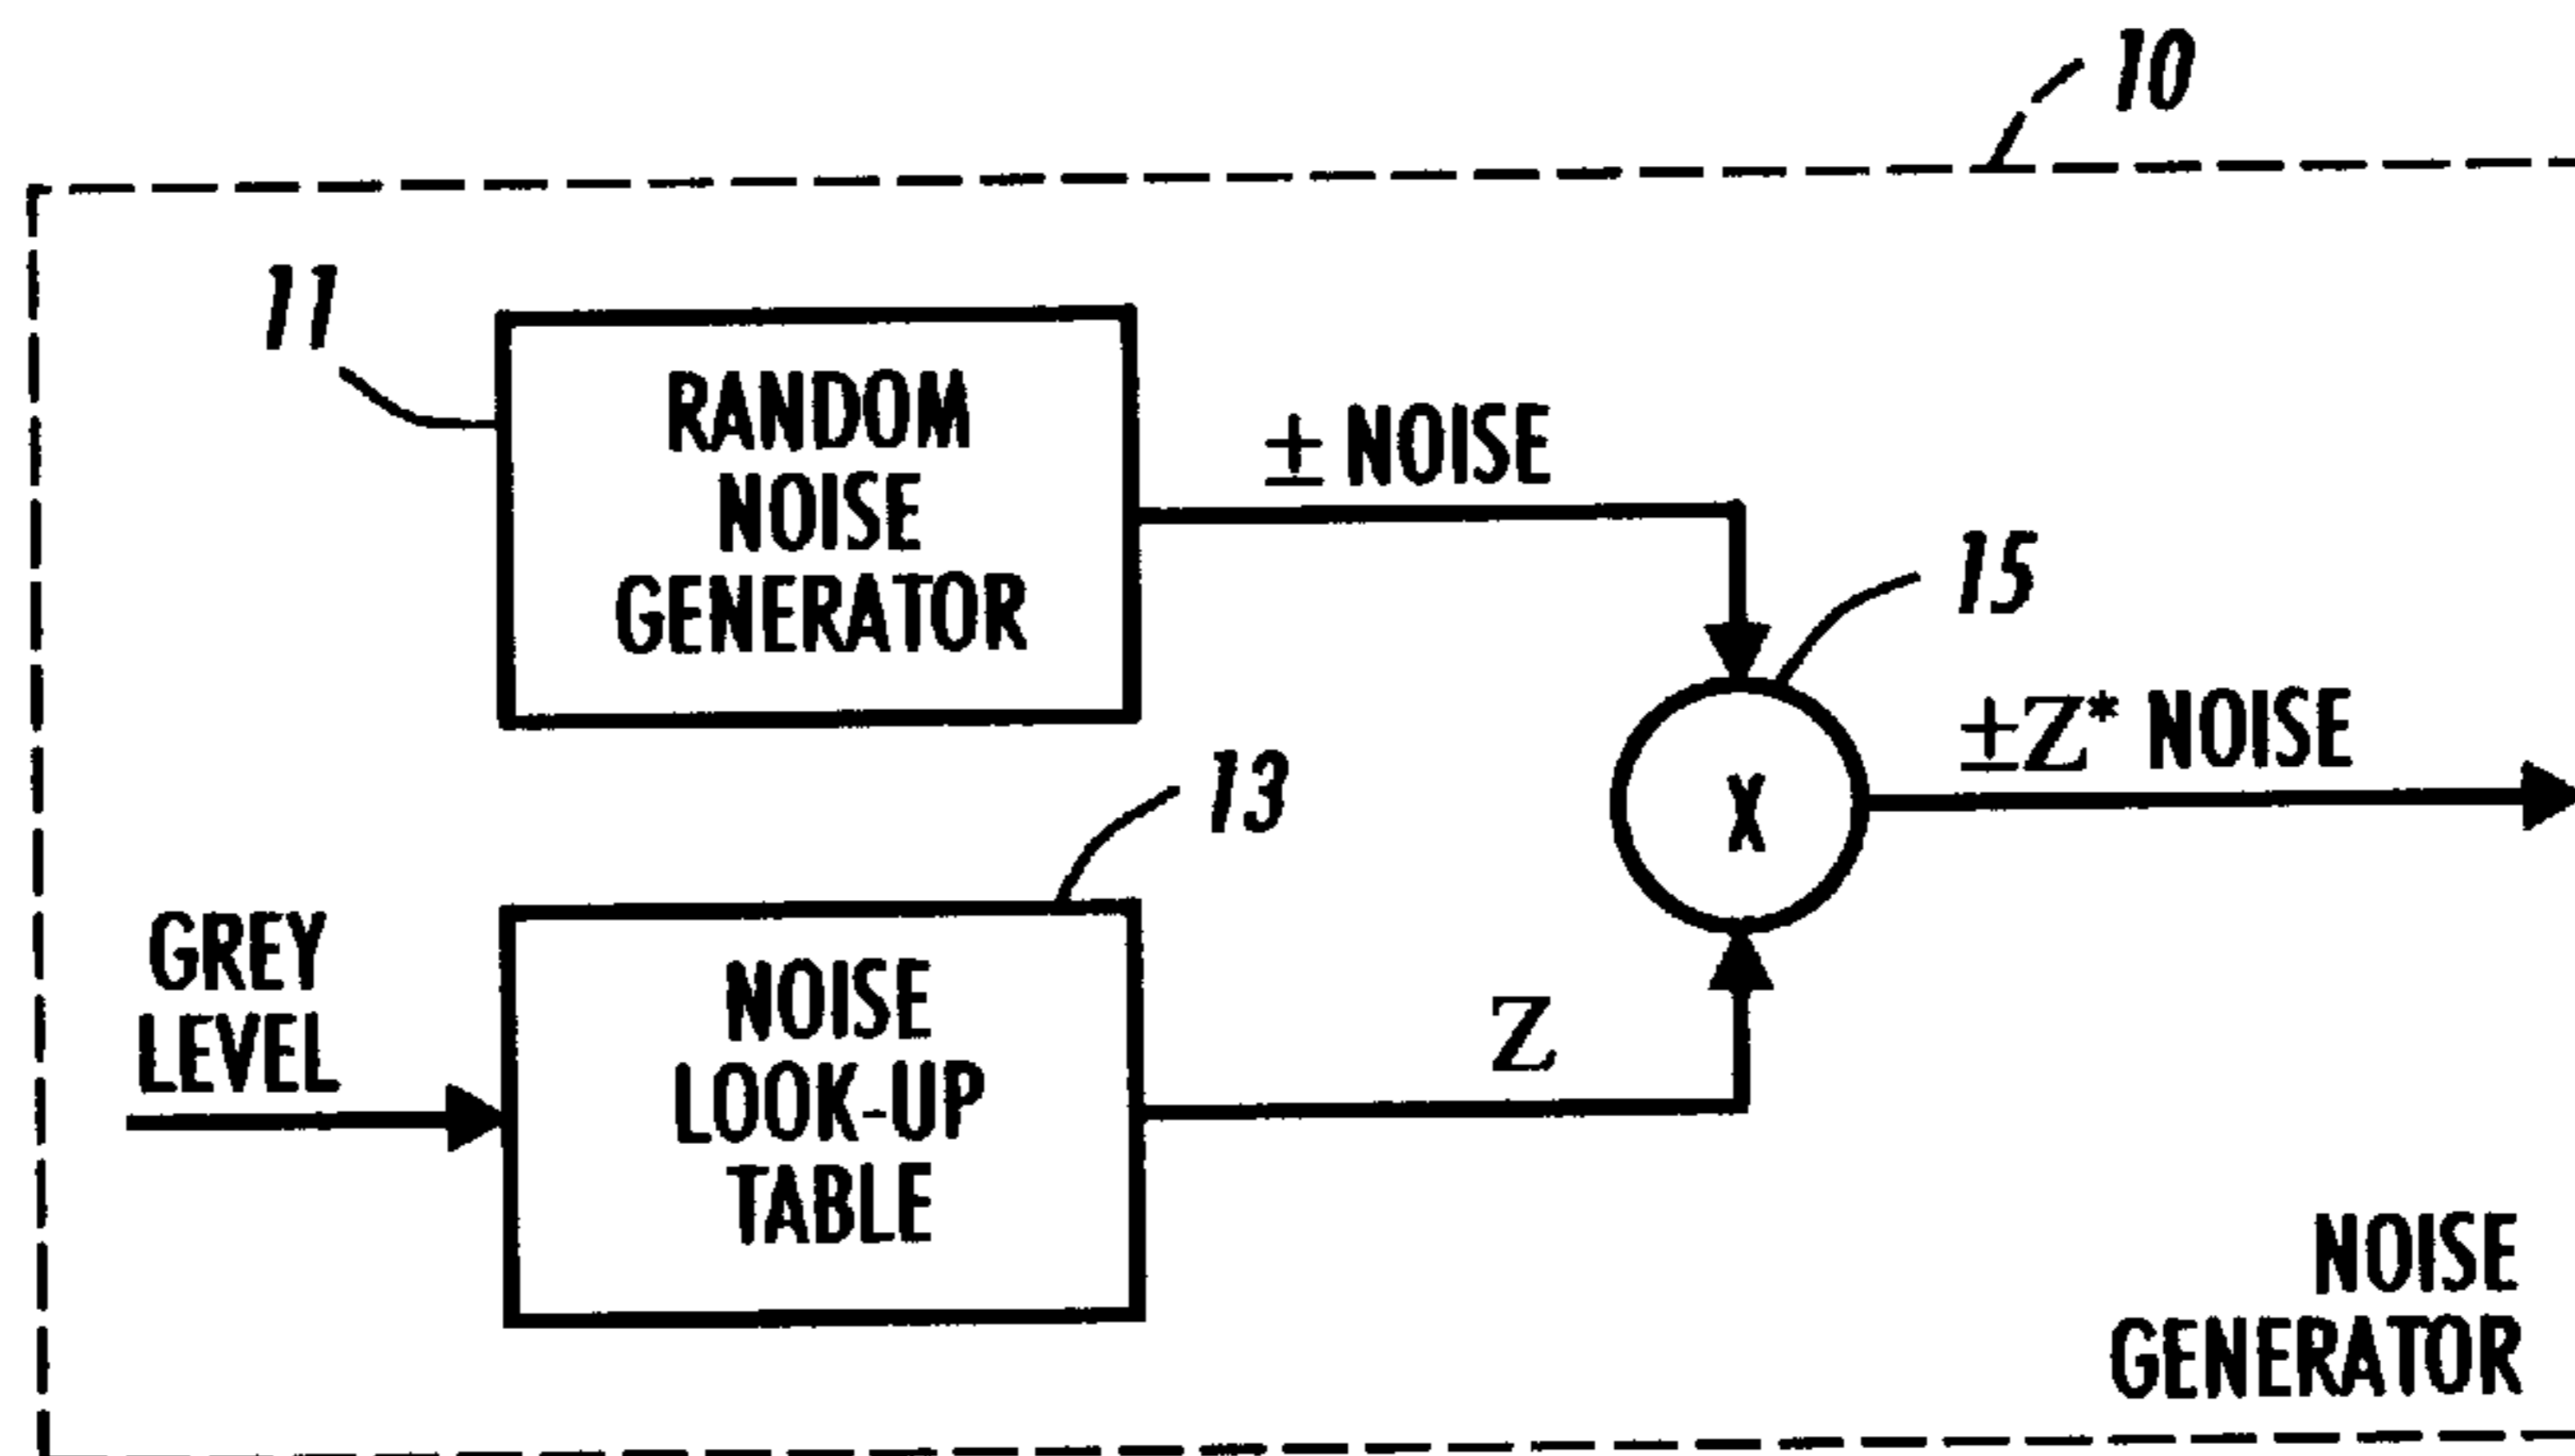 10
11
RANDOM
NOISE
GENERATOR
± NOISE
15
±Z* NOISE
X
13
GREY
LEVEL
NOISE
LOOK-UP
TABLE
Z
NOISE
GENERATOR